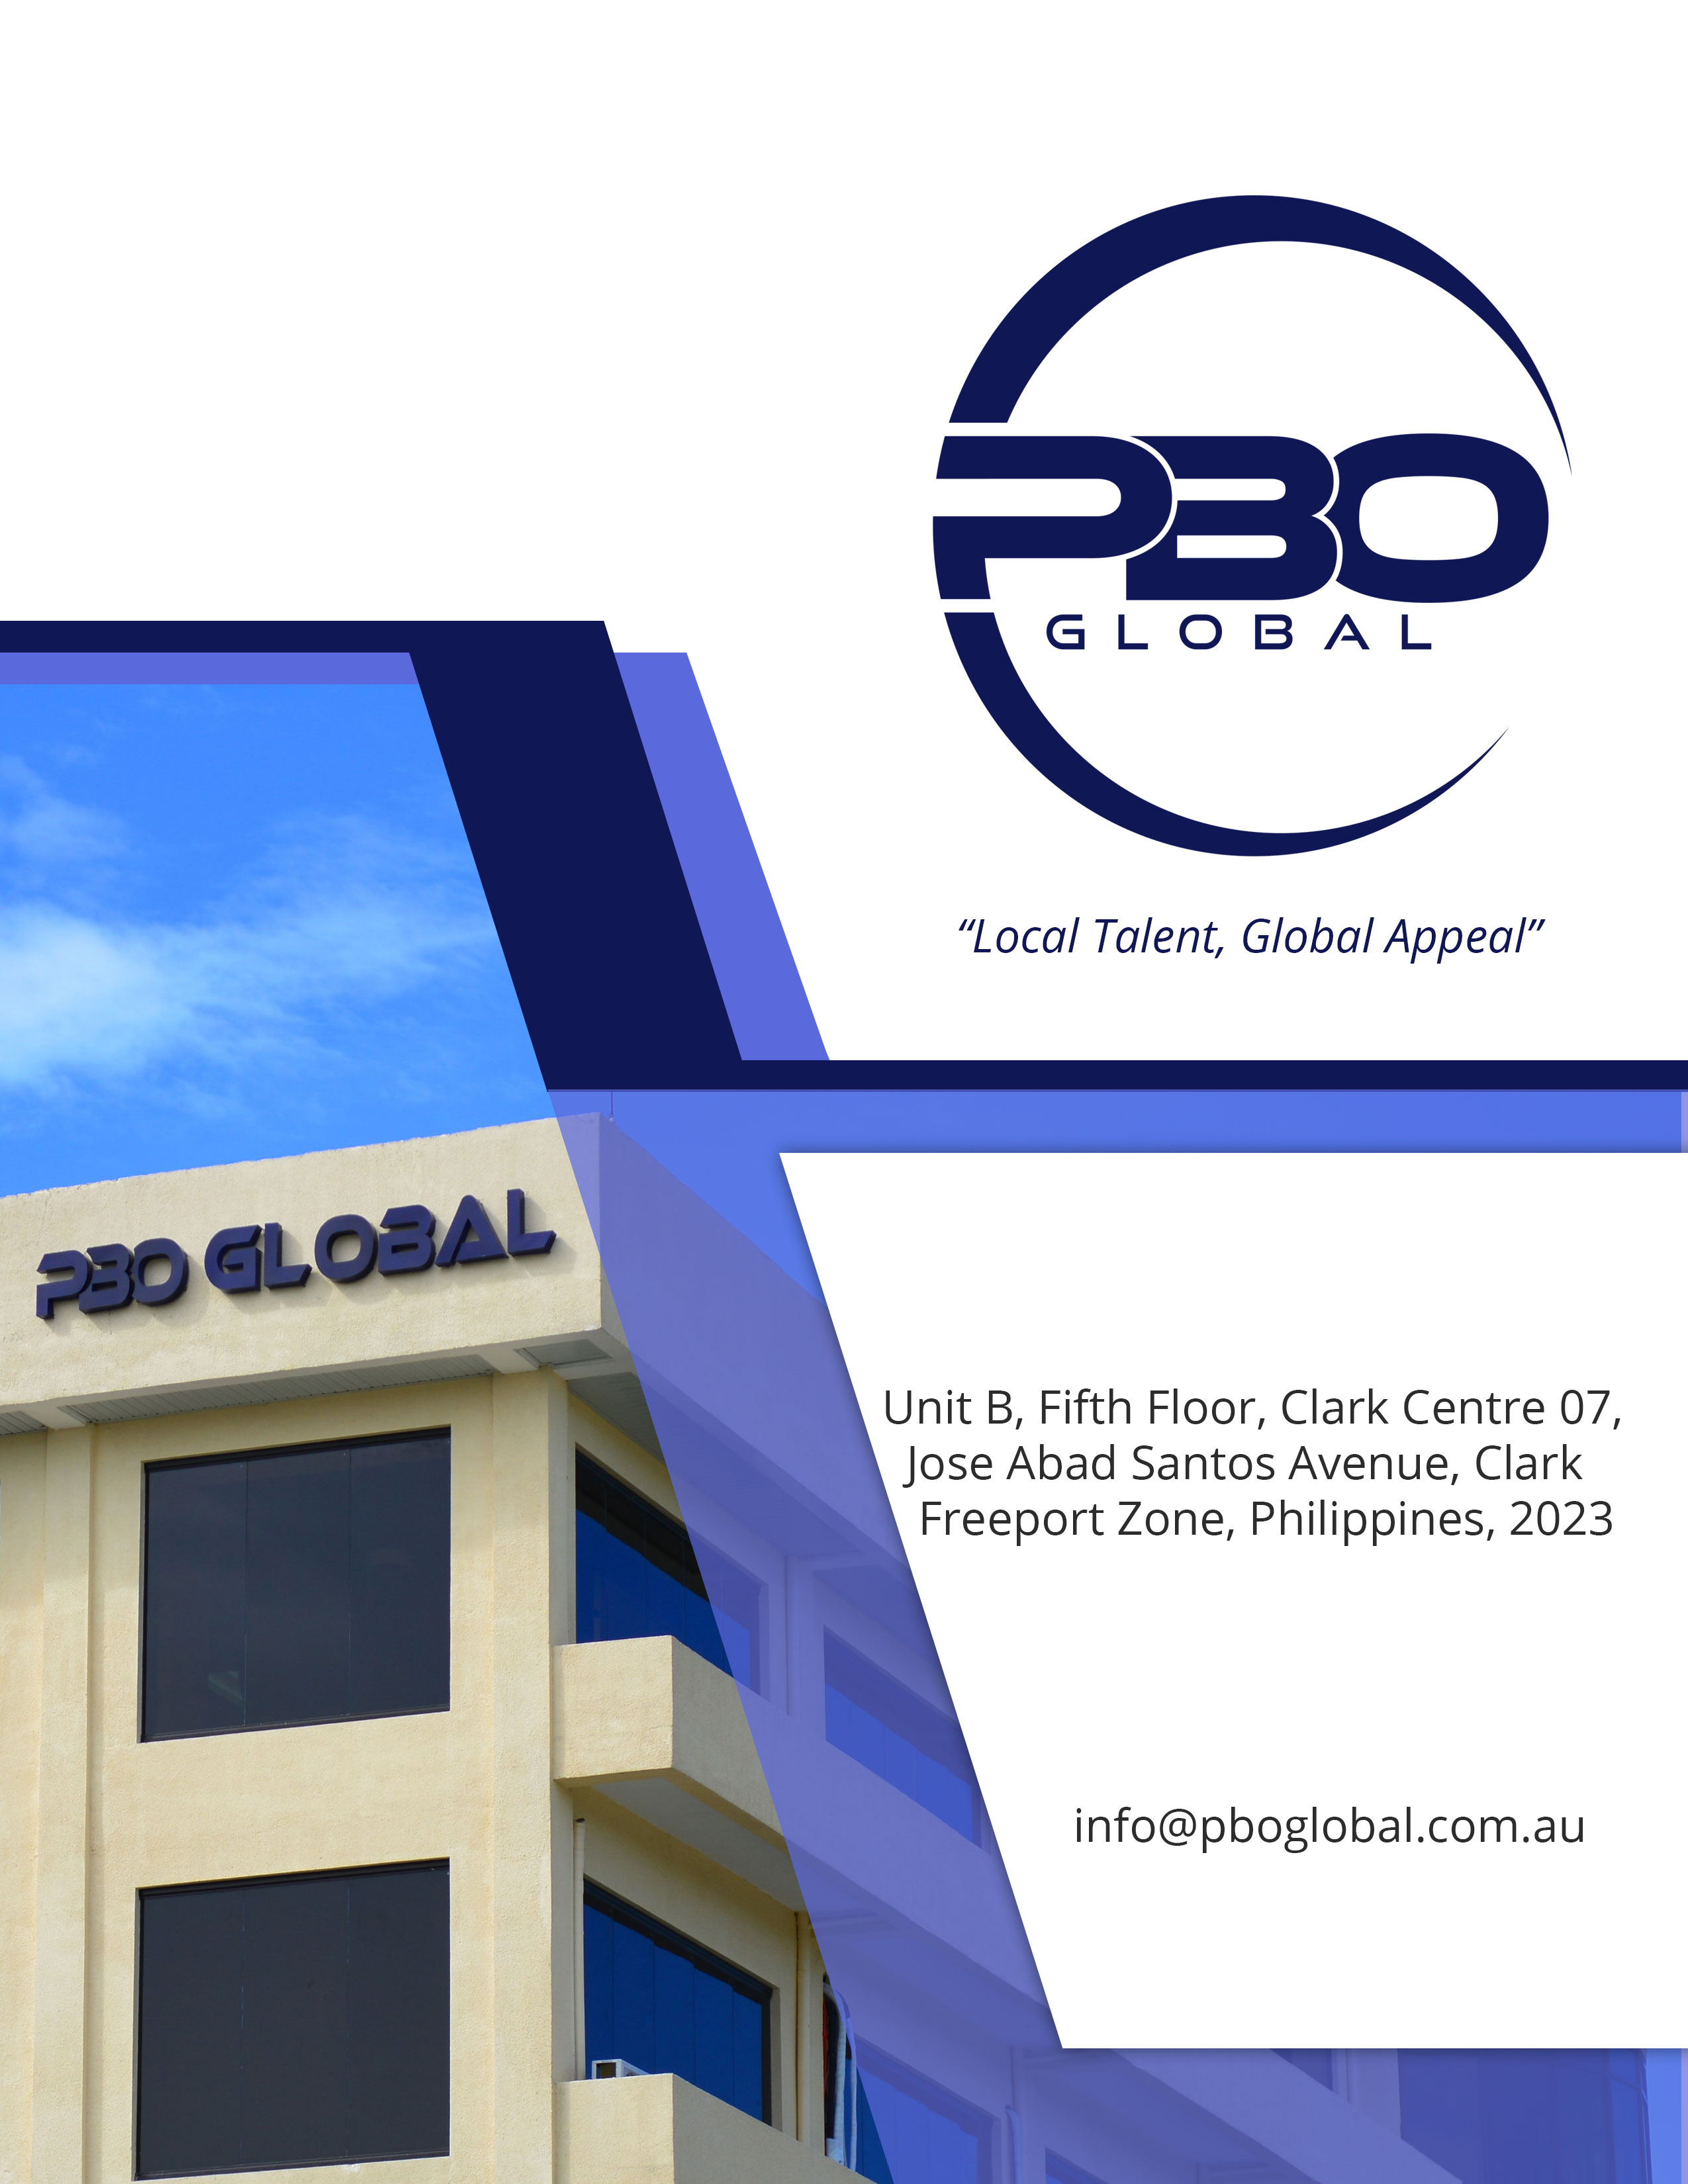 PBO
GLOBAL
“Local Talent, Global Appeal”
PBO GLOBAL
Unit B, Fifth Floor, Clark Centre 07,
Jose Abad Santos Avenue, Clark
Freeport Zone, Philippines, 2023
info@pboglobal.com.au